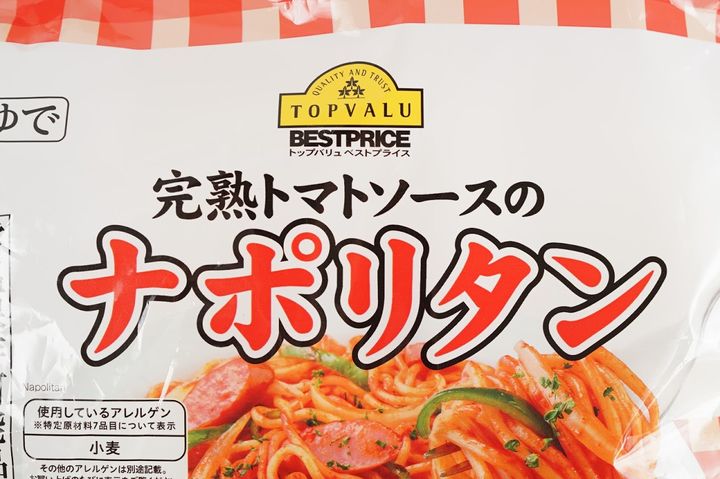 QUALITY AND TRUST
TOPVALU
BESTPRICE
トップバリュ ベストプライス
ゆで
完熟トマトソースの
ナポリタン
Napolitan
使用しているアレルゲン
※特定原材料7品目について表示
小麦
その他のアレルゲンは別途記載。